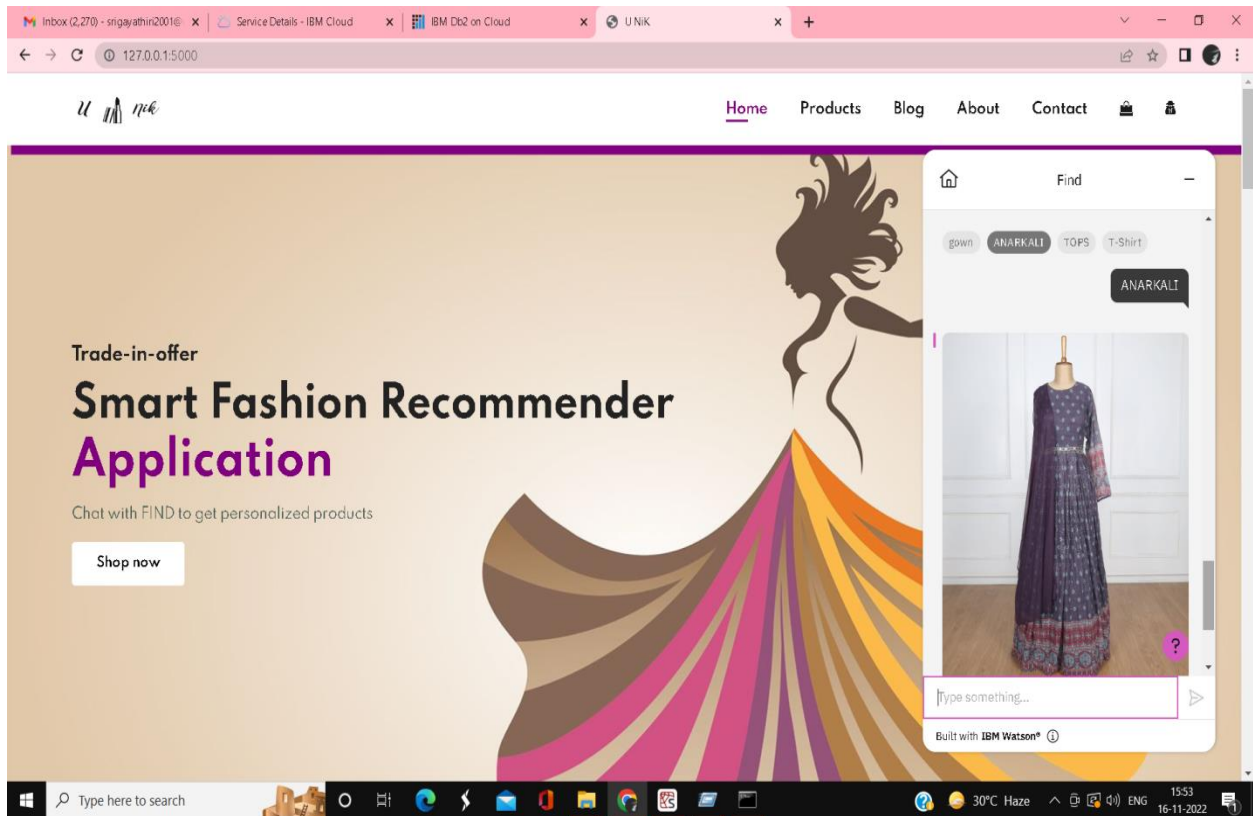 Inbox (2,270) - srigayathiri2001@
Service Details - IBM Cloud
IBM Db2 on Cloud
U NiK
127.0.0.1:5000
U nik
Home Products Blog About Contact
Find
gown ANARKALI TOPS T-Shirt
ANARKALI
Trade-in-offer
Smart Fashion Recommender
Application
Chat with FIND to get personalized products
Shop now
?
Type something...
Built with IBM Watson®
Type here to search
30°C Haze
ENG
15:53
16-11-2022